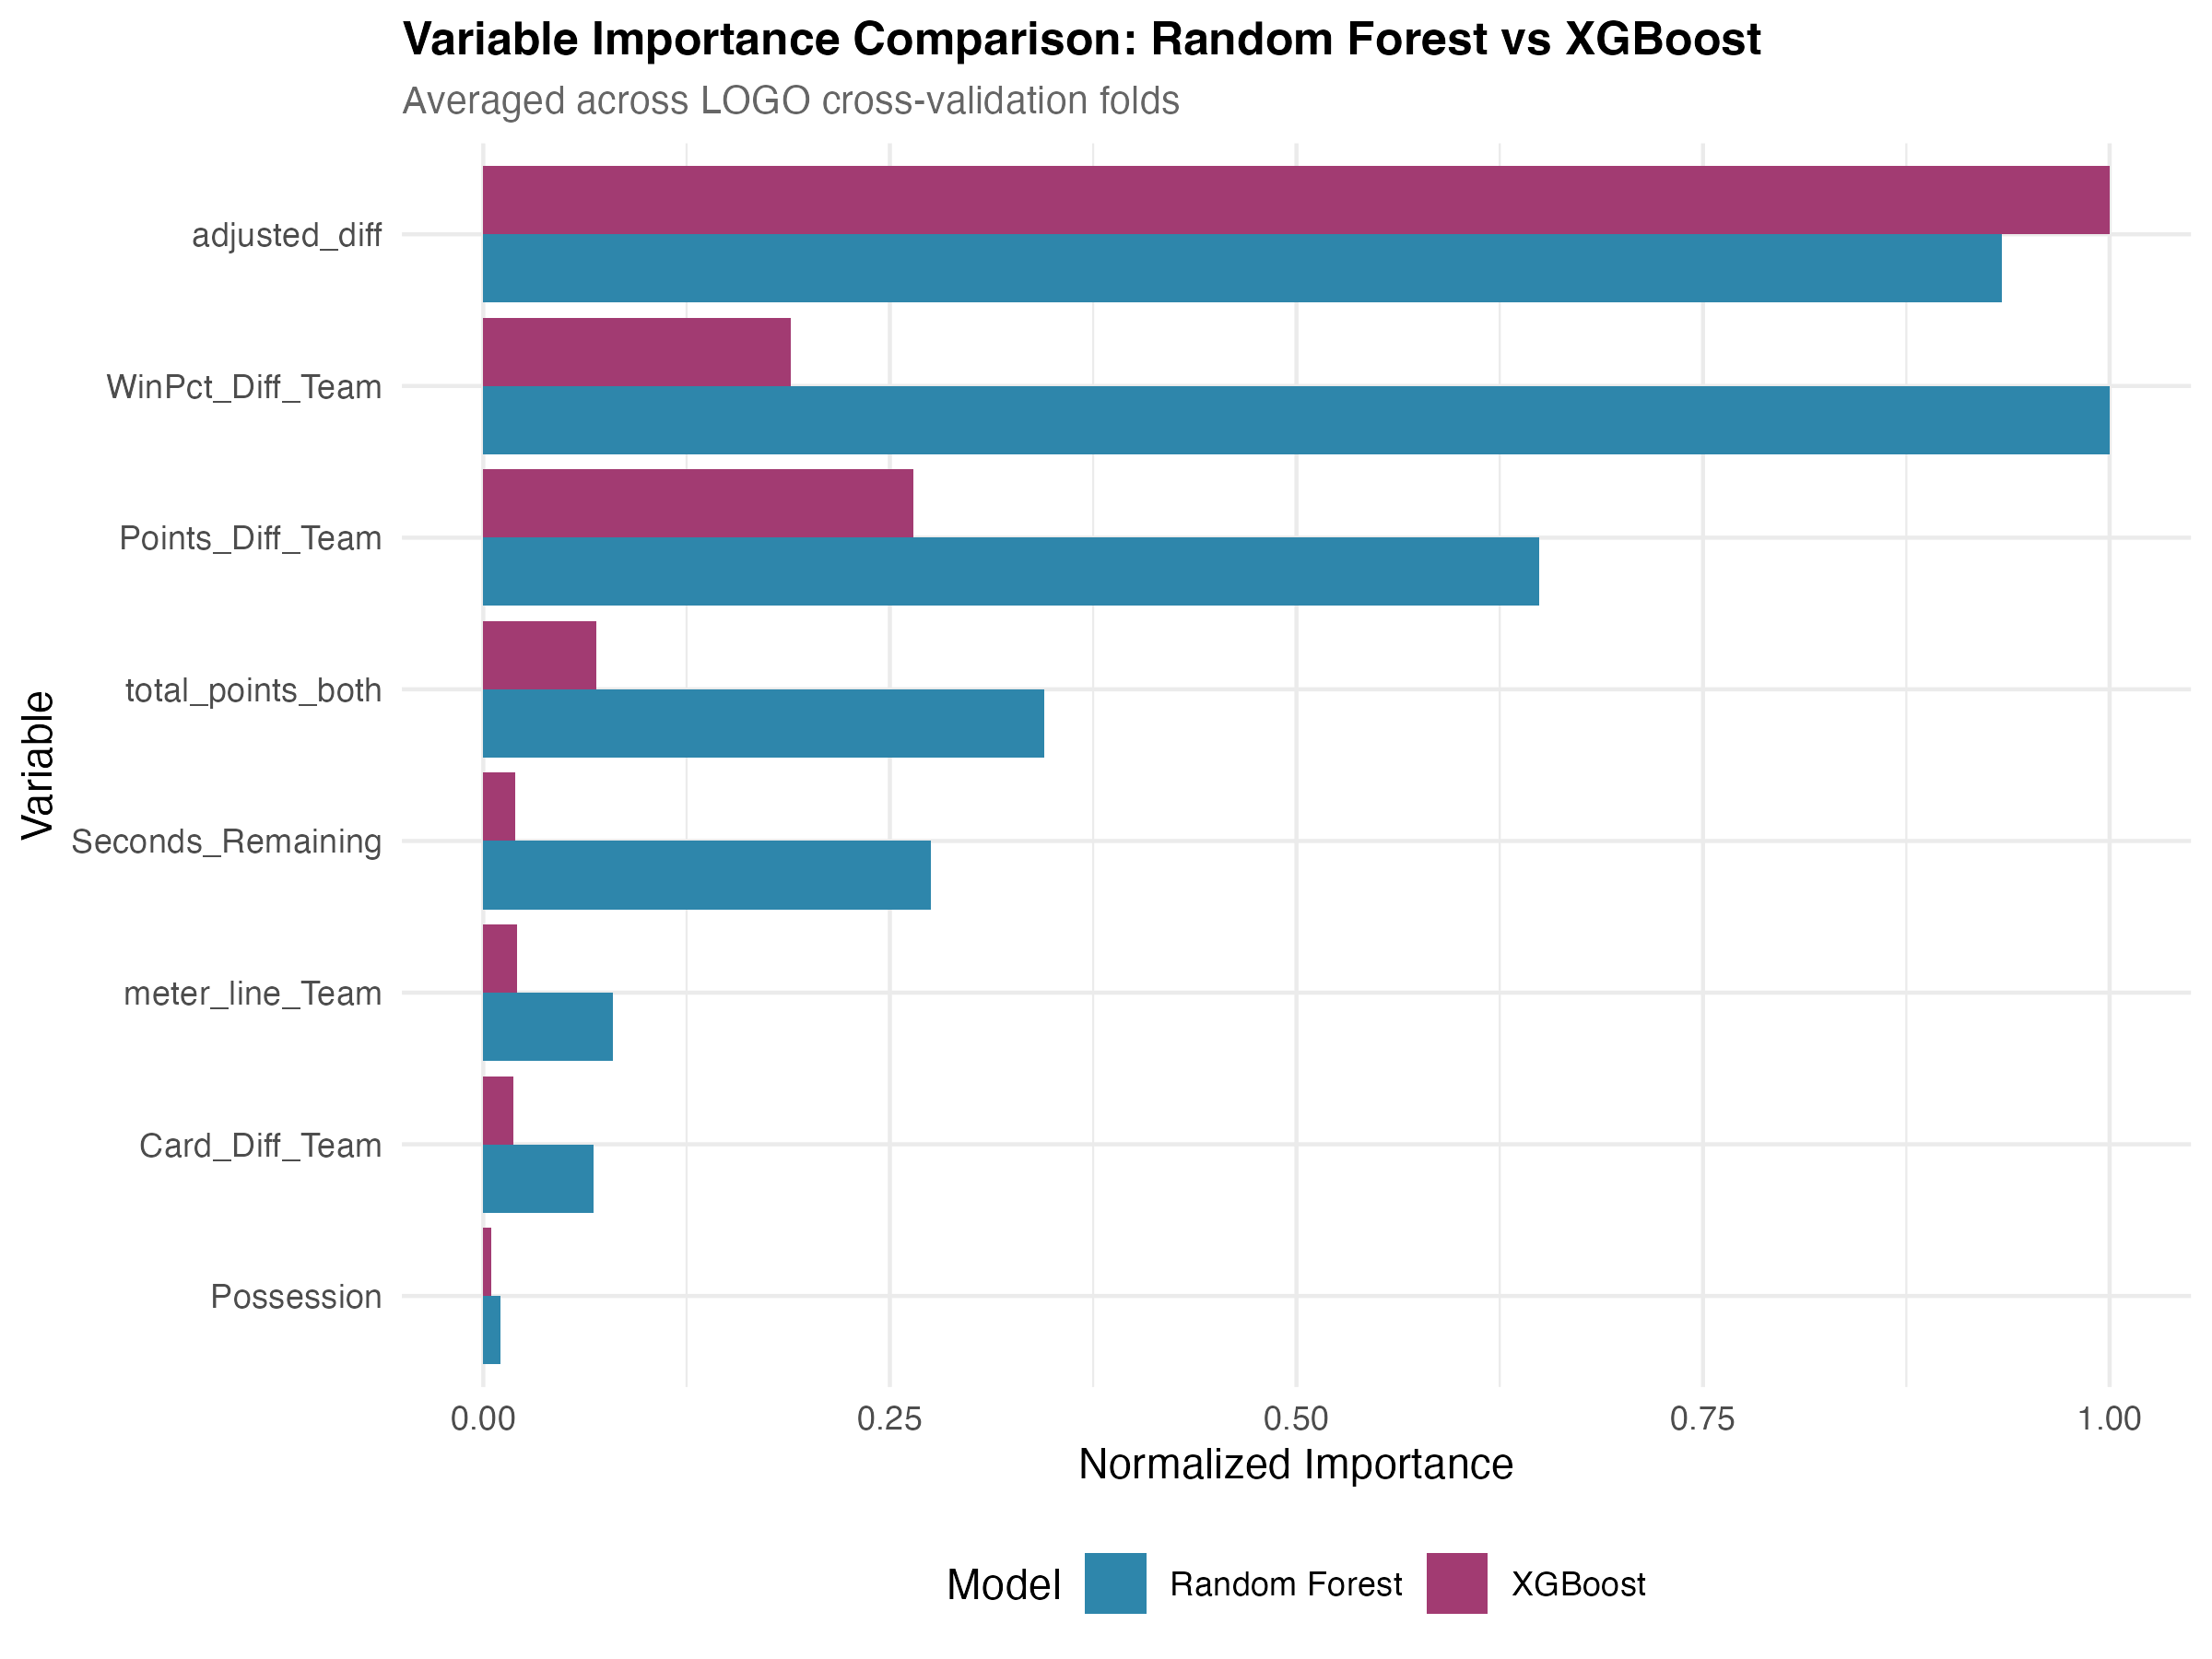 Variable Importance Comparison: Random Forest vs XGBoost
Averaged across LOGO cross-validation folds
Variable
adjusted_diff
WinPct_Diff_Team
Points_Diff_Team
total_points_both
Seconds_Remaining
meter_line_Team
Card_Diff_Team
Possession
0.00 0.25 0.50 0.75 1.00
Normalized Importance
Model Random Forest XGBoost